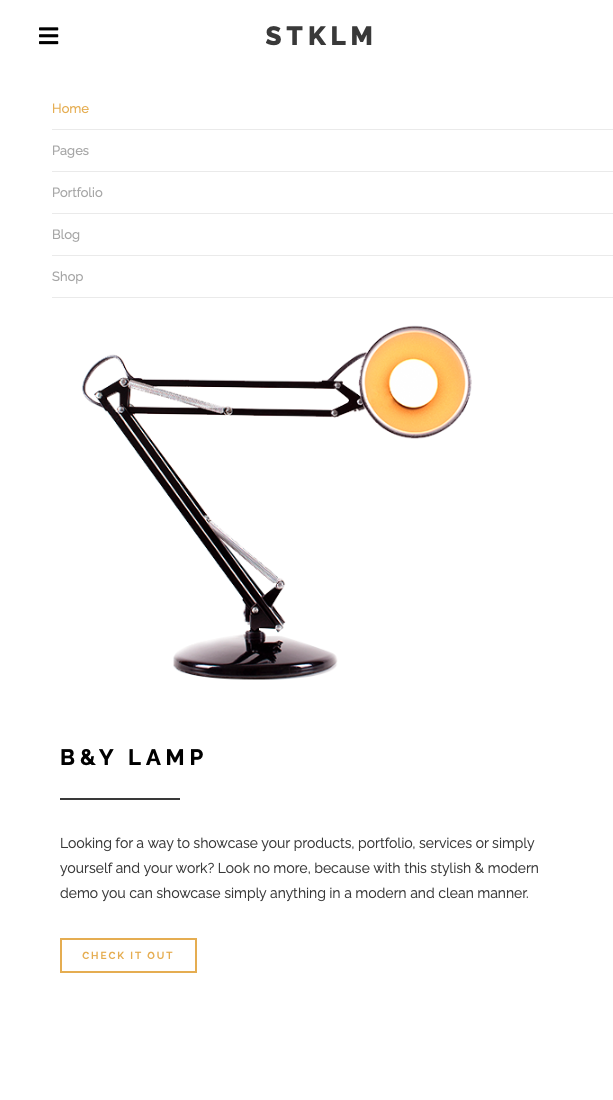 STKLM
Home
Pages
Portfolio
Blog
Shop
B&Y LAMP
Looking for a way to showcase your products, portfolio, services or simply
yourself and your work? Look no more, because with this stylish & modern
demo you can showcase simply anything in a modern and clean manner.
CHECK IT OUT